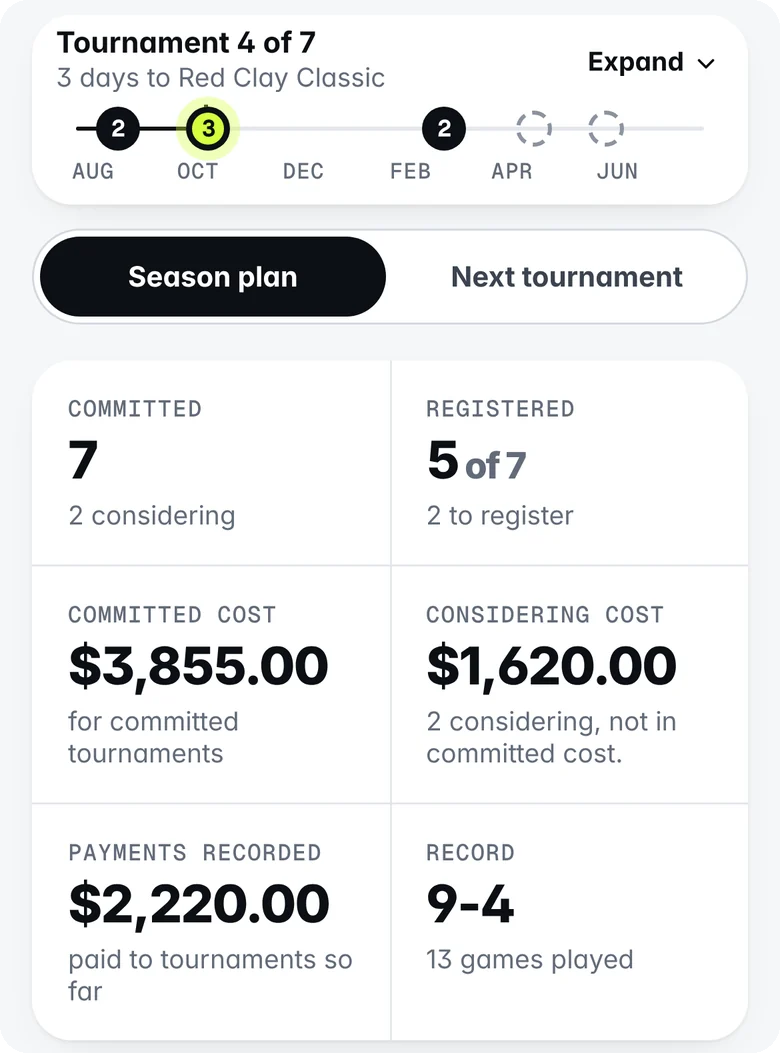 Tournament 4 of 7
3 days to Red Clay Classic
Expand
2
3
2
AUG
OCT
DEC
FEB
APR
JUN
Season plan
Next tournament
COMMITTED
7
2 considering
REGISTERED
5 of 7
2 to register
COMMITTED COST
$3,855.00
for committed
tournaments
CONSIDERING COST
$1,620.00
2 considering, not in
committed cost.
PAYMENTS RECORDED
$2,220.00
paid to tournaments so
far
RECORD
9-4
13 games played